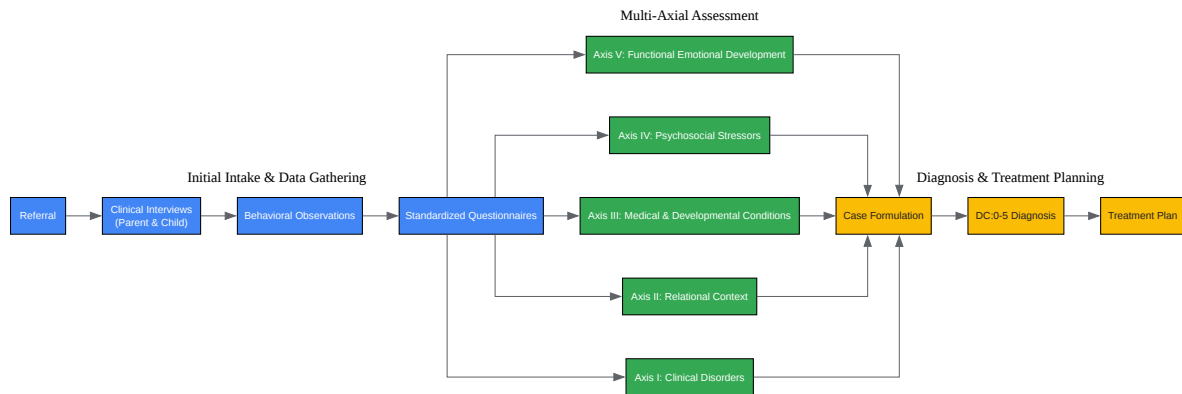 Multi-Axial Assessment
Axis V: Functional Emotional Development
Axis IV: Psychosocial Stressors
Initial Intake & Data Gathering
Diagnosis & Treatment Planning
Referral
Clinical Interviews
(Parent & Child)
Behavioral Observations
Standardized Questionnaires
Axis III: Medical & Developmental Conditions
Case Formulation
DC:0-5 Diagnosis
Treatment Plan
Axis II: Relational Context
Axis I: Clinical Disorders